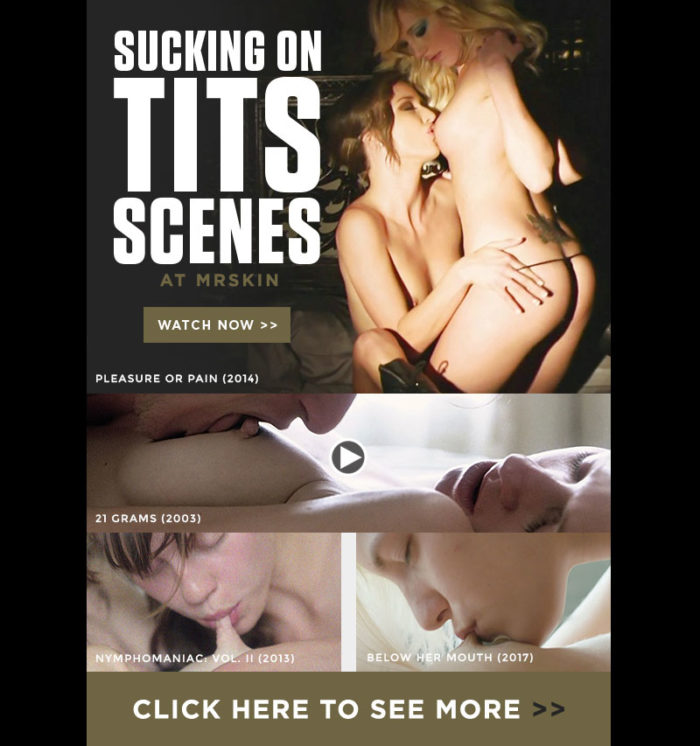 SUCKING ON
TITS
SCENES
AT MRSKIN
WATCH NOW >>
PLEASURE OR PAIN (2014)
21 GRAMS (2003)
NYMPHOMANIAC: VOL. II (2013)
BELOW HER MOUTH (2017)
CLICK HERE TO SEE MORE >>